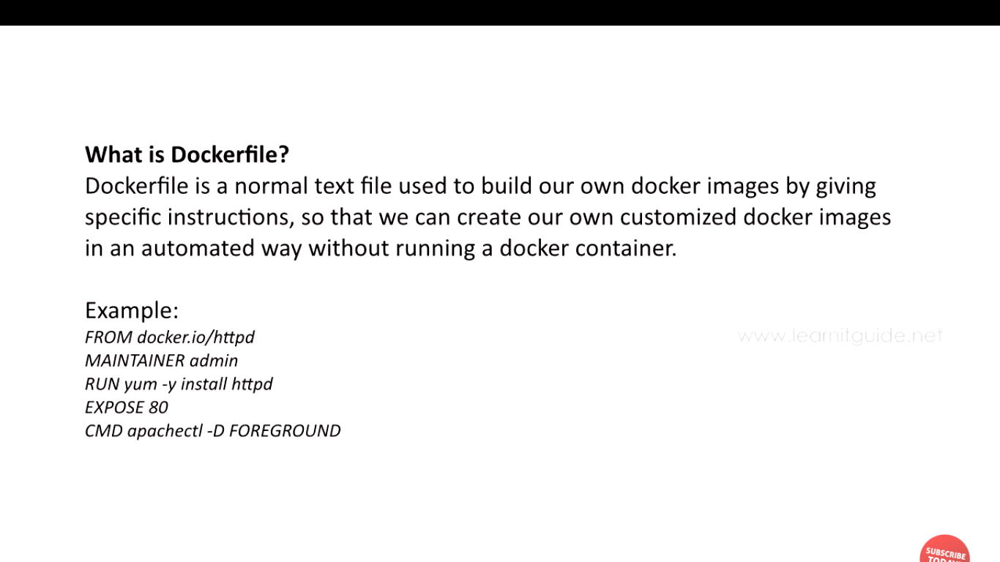 What is Dockerfile?
Dockerfile is a normal text file used to build our own docker images by giving
specific instructions, so that we can create our own customized docker images
in an automated way without running a docker container.
Example:
FROM docker.io/httpd
www.learnitguide.net
MAINTAINER admin
RUN yum -y install httpd
EXPOSE 80
CMD apachectl -D FOREGROUND
SUBSCRIBE
TODAY